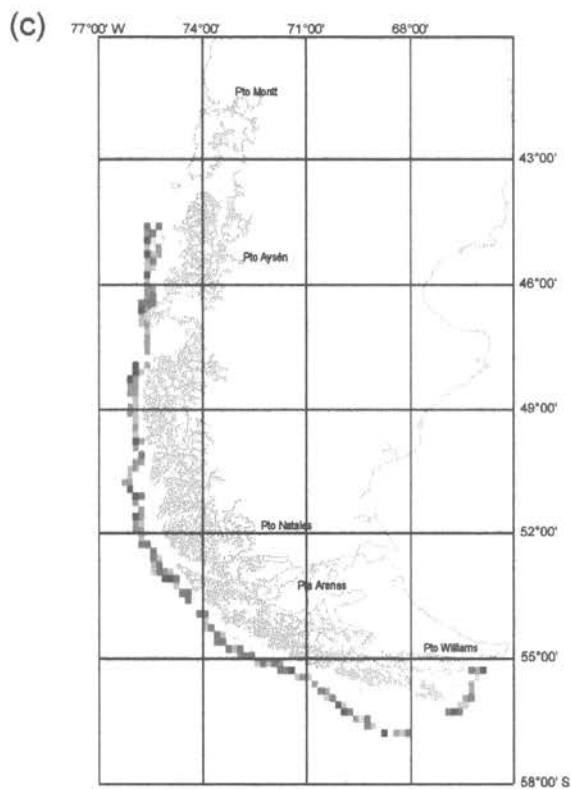 (c)
77°00' W 74°00' 71°00' 68°00'
Pto Montt
43°00'
Pto Aysén
46°00'
49°00'
Pto Natales
52°00'
Pta Arenas
Pto Williams
55°00'
58°00' S